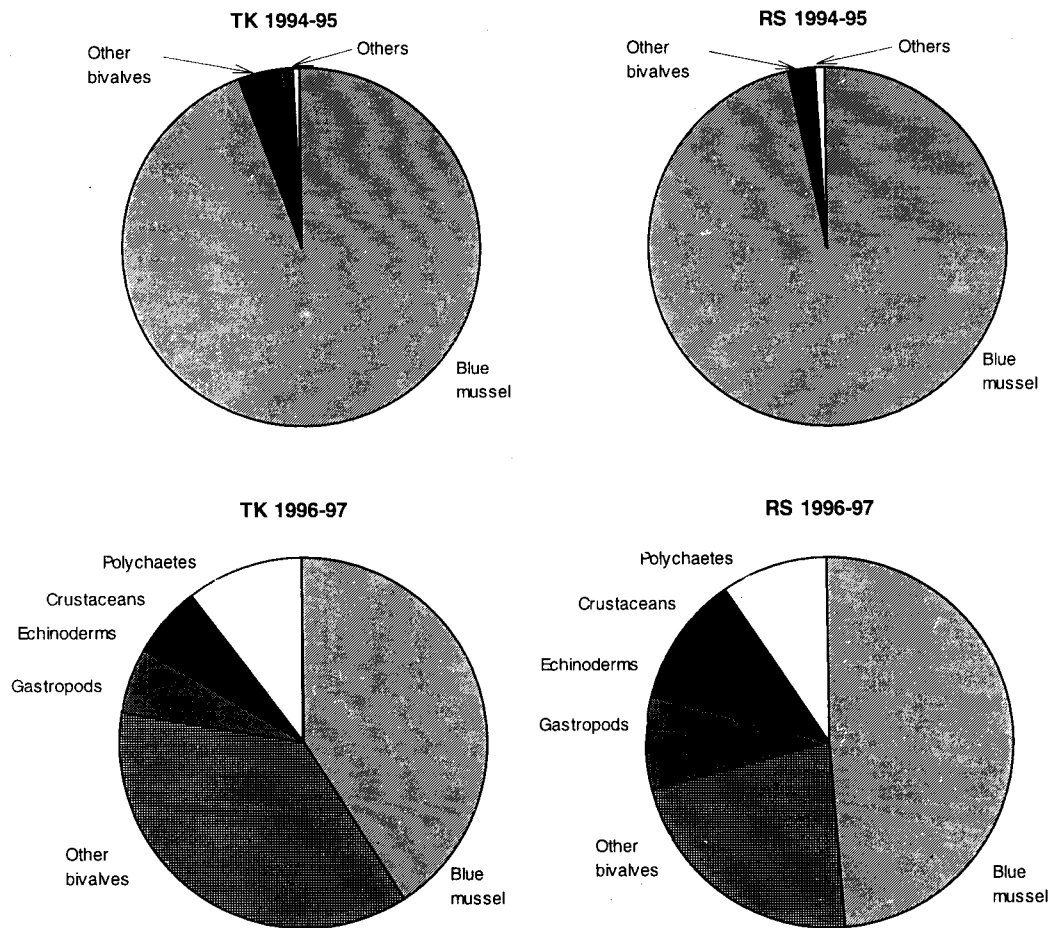 TK 1994-95
Other
bivalves
Others
Blue
mussel
RS 1994-95
Other
bivalves
Others
Blue
mussel
TK 1996-97
Polychaetes
Crustaceans
Echinoderms
Gastropods
Other
bivalves
Blue
mussel
RS 1996-97
Polychaetes
Crustaceans
Echinoderms
Gastropods
Other
bivalves
Blue
mussel